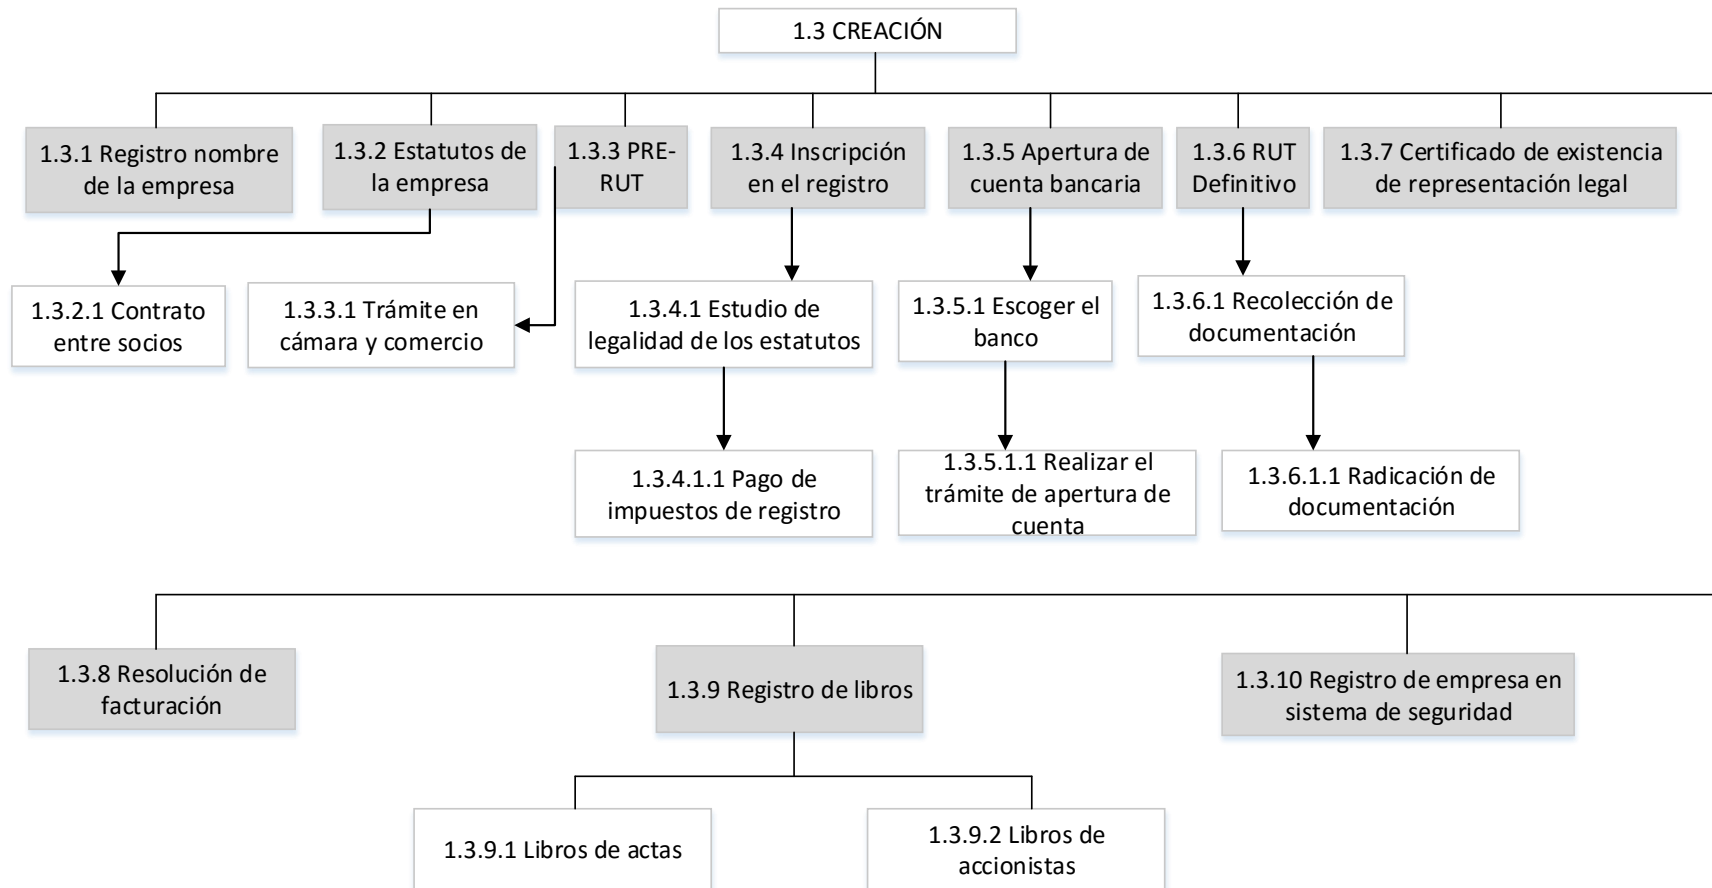 1.3 CREACIÓN
1.3.1 Registro nombre
de la empresa
1.3.2 Estatutos de
la empresa
1.3.3 PRE-
RUT
1.3.4 Inscripción
en el registro
1.3.5 Apertura de
cuenta bancaria
1.3.6 RUT
Definitivo
1.3.7 Certificado de existencia
de representación legal
1.3.2.1 Contrato
entre socios
1.3.3.1 Trámite en
cámara y comercio
1.3.4.1 Estudio de
legalidad de los estatutos
1.3.5.1 Escoger el
banco
1.3.6.1 Recolección de
documentación
1.3.4.1.1 Pago de
impuestos de registro
1.3.5.1.1 Realizar el
trámite de apertura de
cuenta
1.3.6.1.1 Radicación de
documentación
1.3.8 Resolución de
facturación
1.3.9 Registro de libros
1.3.10 Registro de empresa en
sistema de seguridad
1.3.9.1 Libros de actas
1.3.9.2 Libros de
accionistas